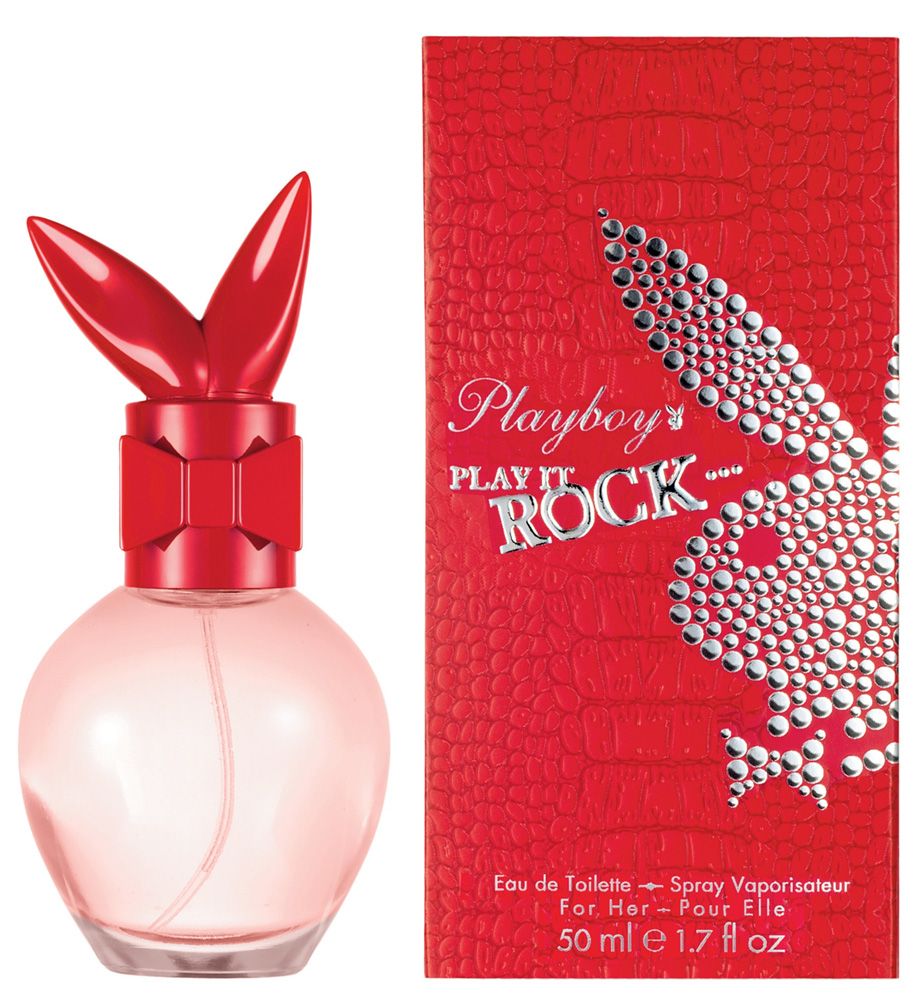 Playboy
PLAY IT
ROCK...
Eau de Toilette Spray Vaporisateur
For Her - Pour Elle
50 ml e 1.7 fl oz